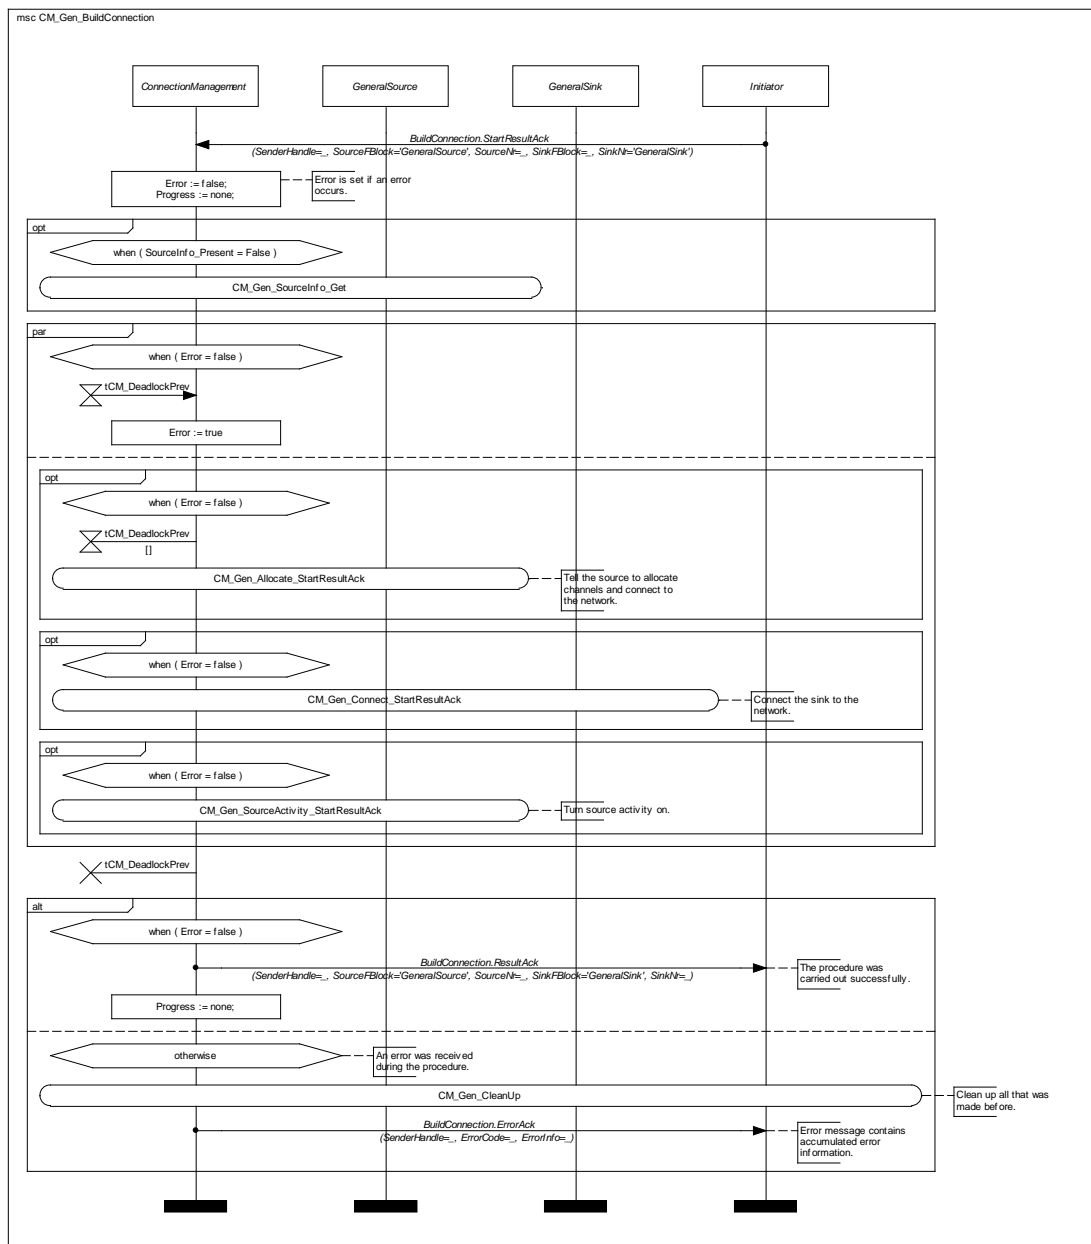 msc CM_Gen_BuildConnection
ConnectionManagement
GeneralSource
GeneralSink
Initiator
BuildConnection.StartResultAck
(SenderHandle=_, SourceFBlock='GeneralSource', SourceNr=_, SinkFBlock=_, SinkNr='GeneralSink')
Error := false;
Progress := none;
Error is set if an error
occurs.
opt
when ( SourceInfo_Present = False )
CM_Gen_SourceInfo_Get
par
when ( Error = false )
tCM_DeadlockPrev
Error := true
opt
when ( Error = false )
tCM_DeadlockPrev
[]
CM_Gen_Allocate_StartResultAck
Tell the source to allocate
channels and connect to
the network.
opt
when ( Error = false )
CM_Gen_Connect_StartResultAck
Connect the sink to the
network.
opt
when ( Error = false )
CM_Gen_SourceActivity_StartResultAck
Turn source activity on.
tCM_DeadlockPrev
alt
when ( Error = false )
BuildConnection.ResultAck
(SenderHandle=_, SourceFBlock='GeneralSource', SourceNr=_, SinkFBlock='GeneralSink', SinkNr=_)
The procedure was
carried out successfully.
Progress := none;
otherwise
An error was received
during the procedure.
CM_Gen_CleanUp
Clean up all that was
made before.
BuildConnection.ErrorAck
(SenderHandle=_, ErrorCode=_, ErrorInfo=_)
Error message contains
accumulated error
information.